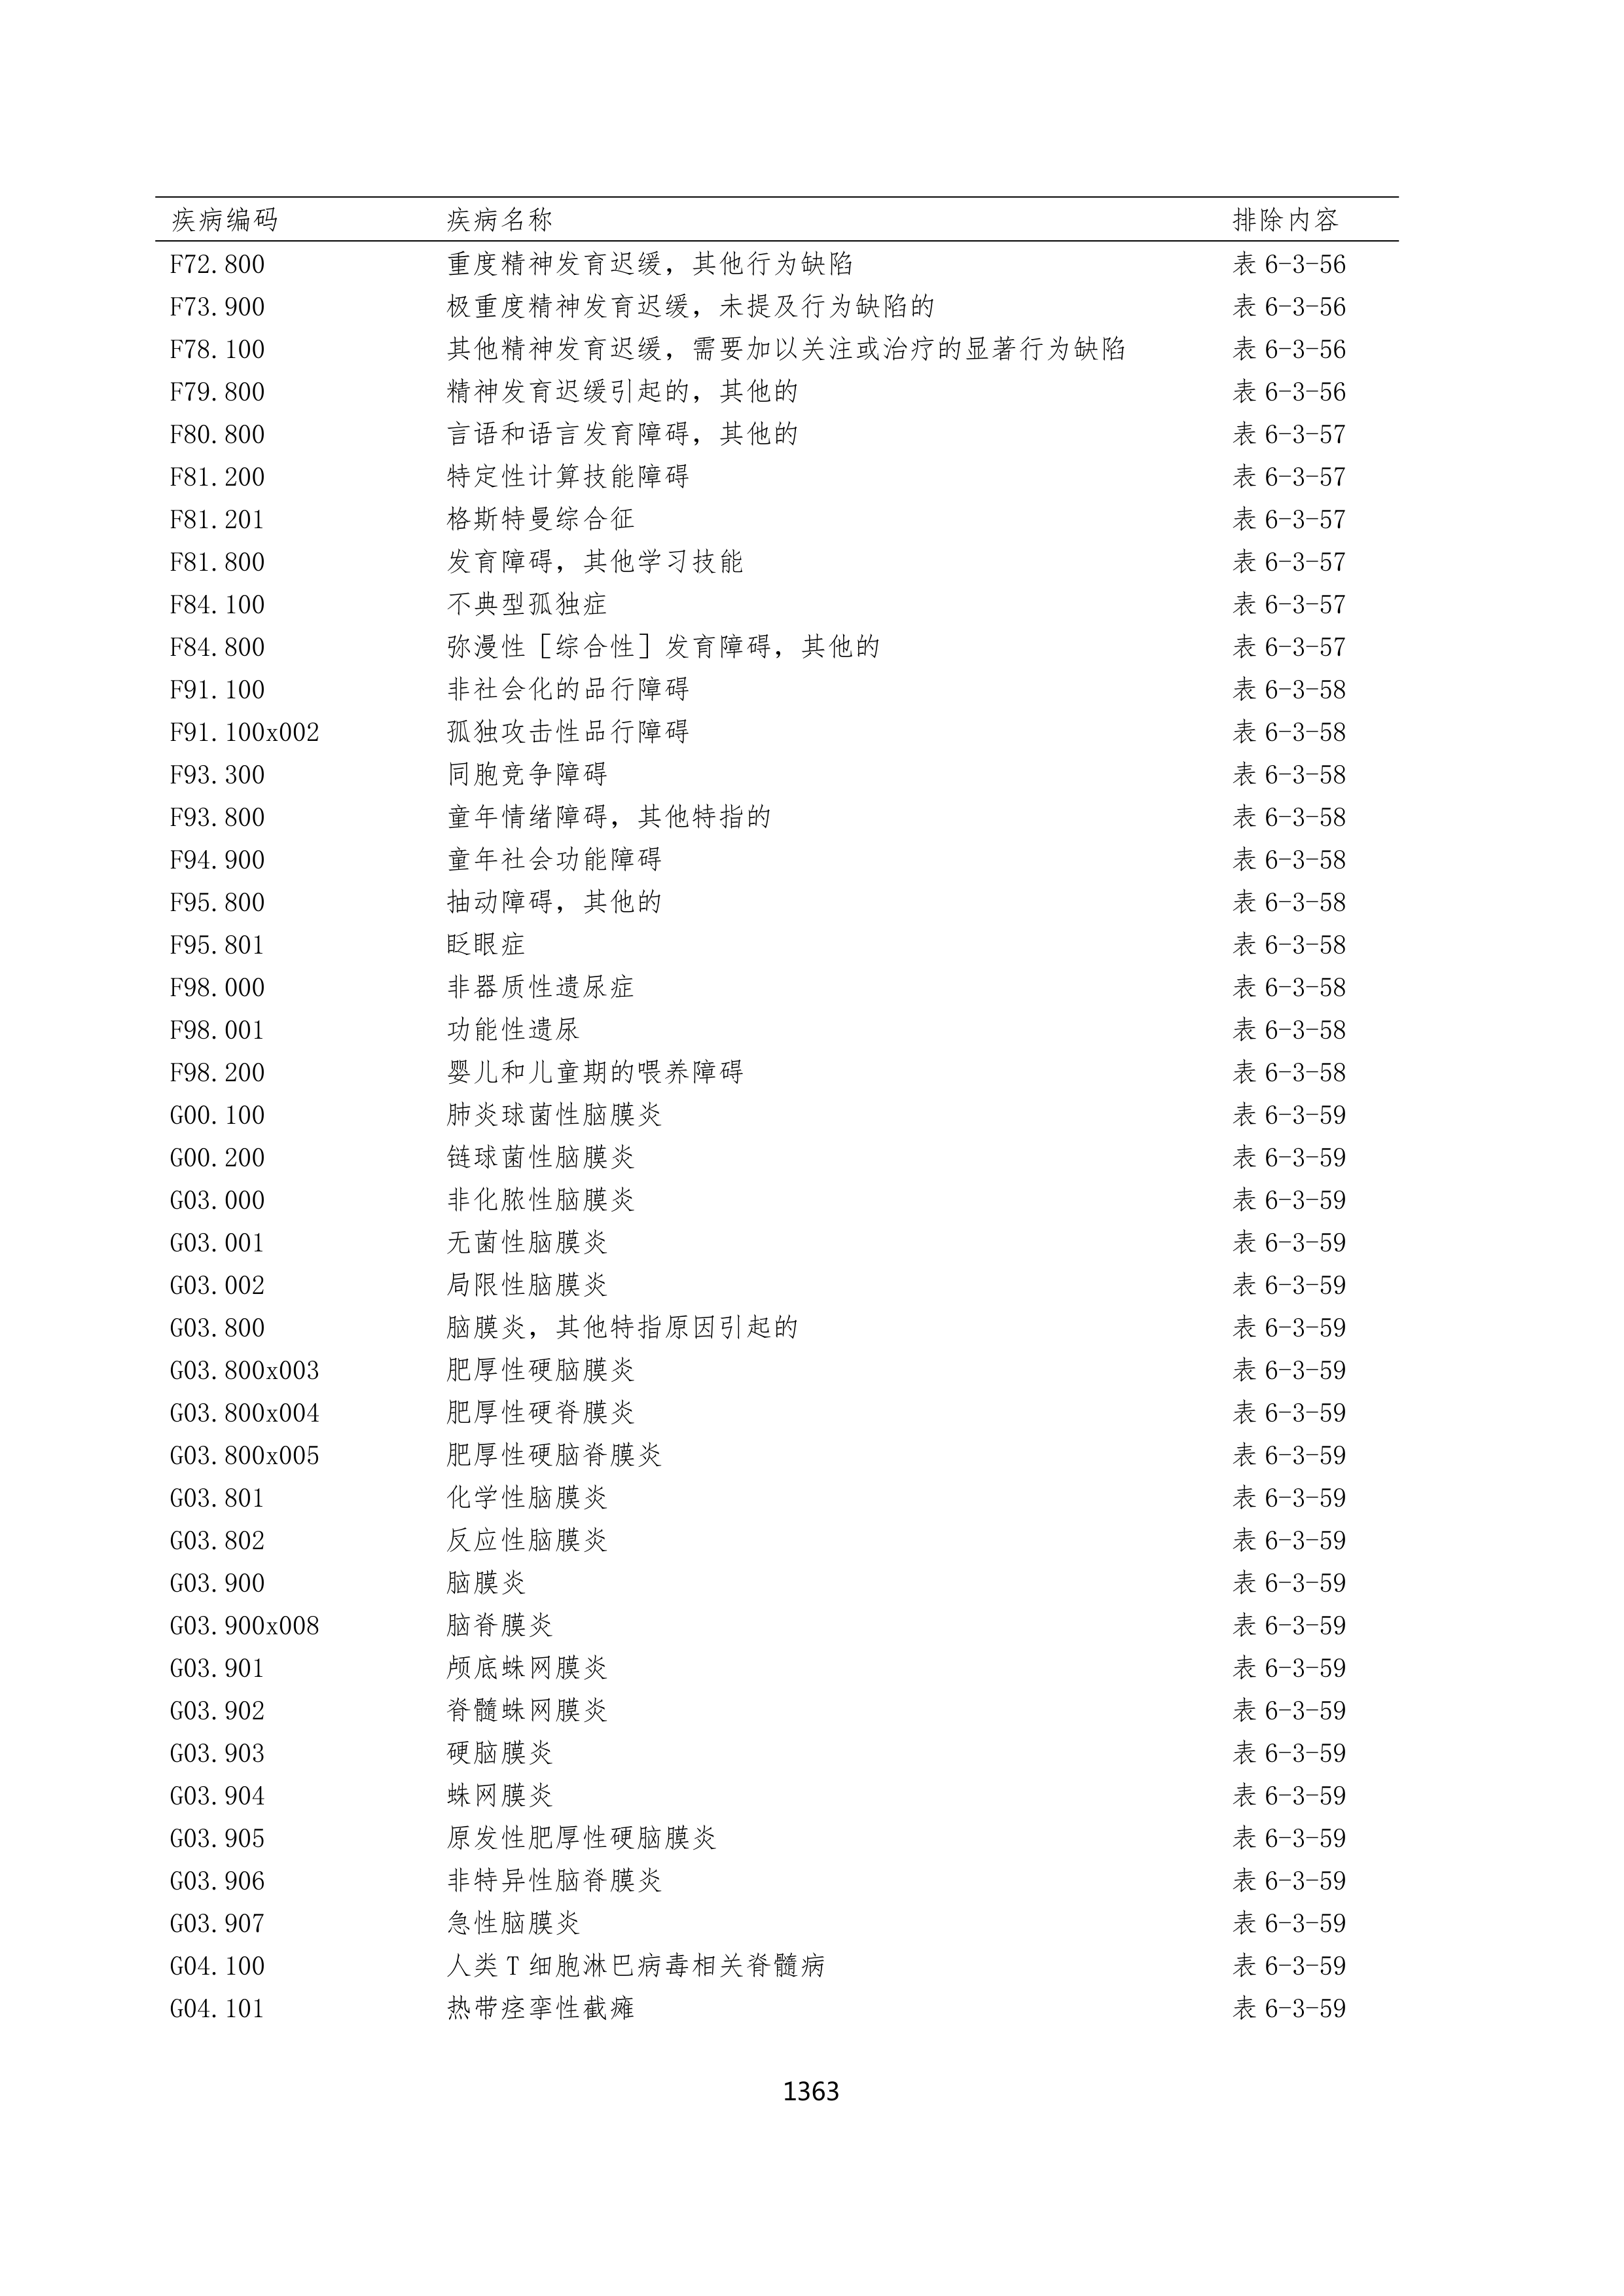 疾病编码 疾病名称 排除内容
F72.800 重度精神发育迟缓，其他行为缺陷 表 6-3-56
F73.900 极重度精神发育迟缓，未提及行为缺陷的 表 6-3-56
F78.100 其他精神发育迟缓，需要加以关注或治疗的显著行为缺陷 表 6-3-56
F79.800 精神发育迟缓引起的，其他的 表 6-3-56
F80.800 言语和语言发育障碍，其他的 表 6-3-57
F81.200 特定性计算技能障碍 表 6-3-57
F81.201 格斯特曼综合征 表 6-3-57
F81.800 发育障碍，其他学习技能 表 6-3-57
F84.100 不典型孤独症 表 6-3-57
F84.800 弥漫性［综合性］发育障碍，其他的 表 6-3-57
F91.100 非社会化的品行障碍 表 6-3-58
F91.100x002 孤独攻击性品行障碍 表 6-3-58
F93.300 同胞竞争障碍 表 6-3-58
F93.800 童年情绪障碍，其他特指的 表 6-3-58
F94.900 童年社会功能障碍 表 6-3-58
F95.800 抽动障碍，其他的 表 6-3-58
F95.801 眨眼症 表 6-3-58
F98.000 非器质性遗尿症 表 6-3-58
F98.001 功能性遗尿 表 6-3-58
F98.200 婴儿和儿童期的喂养障碍 表 6-3-58
G00.100 肺炎球菌性脑膜炎 表 6-3-59
G00.200 链球菌性脑膜炎 表 6-3-59
G03.000 非化脓性脑膜炎 表 6-3-59
G03.001 无菌性脑膜炎 表 6-3-59
G03.002 局限性脑膜炎 表 6-3-59
G03.800 脑膜炎，其他特指原因引起的 表 6-3-59
G03.800x003 肥厚性硬脑膜炎 表 6-3-59
G03.800x004 肥厚性硬脊膜炎 表 6-3-59
G03.800x005 肥厚性硬脑脊膜炎 表 6-3-59
G03.801 化学性脑膜炎 表 6-3-59
G03.802 反应性脑膜炎 表 6-3-59
G03.900 脑膜炎 表 6-3-59
G03.900x008 脑脊膜炎 表 6-3-59
G03.901 颅底蛛网膜炎 表 6-3-59
G03.902 脊髓蛛网膜炎 表 6-3-59
G03.903 硬脑膜炎 表 6-3-59
G03.904 蛛网膜炎 表 6-3-59
G03.905 原发性肥厚性硬脑膜炎 表 6-3-59
G03.906 非特异性脑脊膜炎 表 6-3-59
G03.907 急性脑膜炎 表 6-3-59
G04.100 人类 T 细胞淋巴病毒相关脊髓病 表 6-3-59
G04.101 热带痉挛性截瘫 表 6-3-59
1363